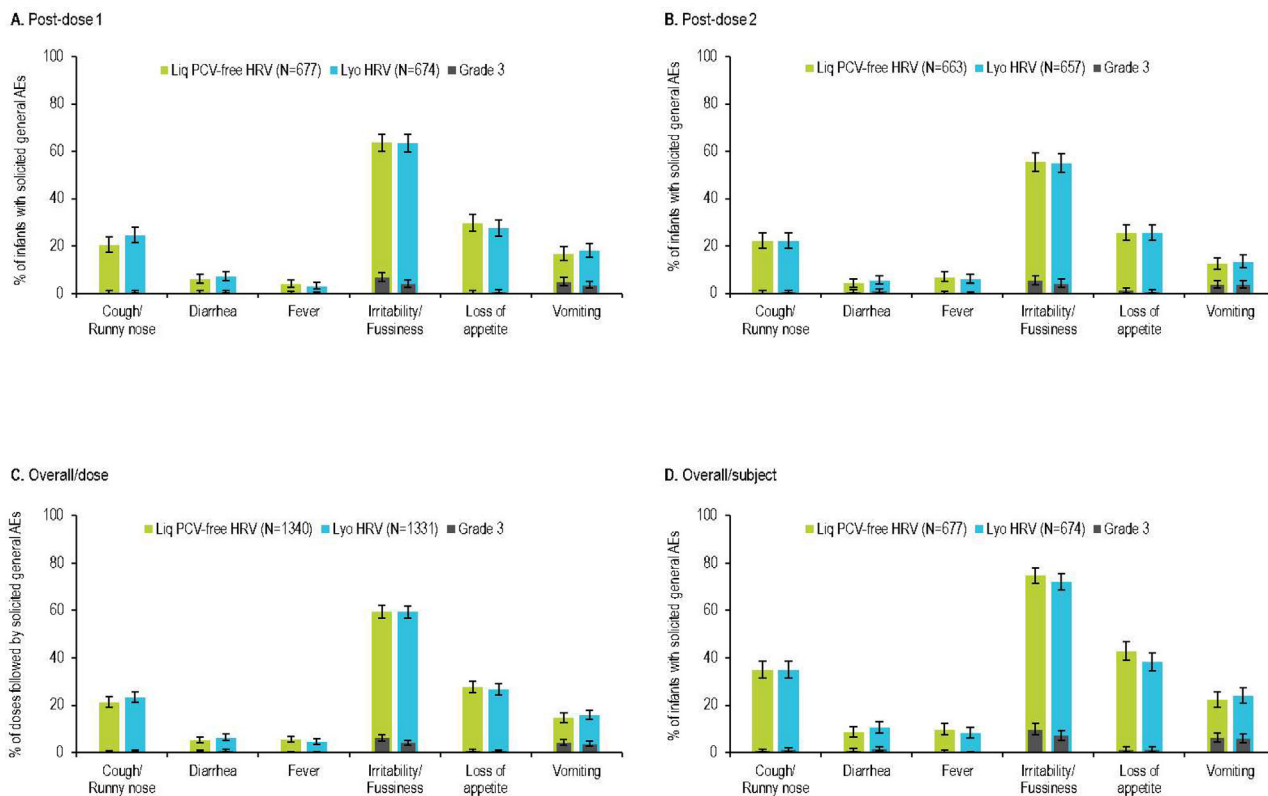 A. Post-dose 1
% of infants with solicited general AEs
100
80
60
40
20
0
Liq PCV-free HRV (N=677) Lyo HRV (N=674) Grade 3
Cough/
Runny nose
Diarrhea
Fever
Irritability/
Fussiness
Loss of
appetite
Vomiting
B. Post-dose 2
% of infants with solicited general AEs
100
80
60
40
20
0
Liq PCV-free HRV (N=663) Lyo HRV (N=657) Grade 3
Cough/
Runny nose
Diarrhea
Fever
Irritability/
Fussiness
Loss of
appetite
Vomiting
C. Overall/dose
% of doses followed by solicited general AEs
100
80
60
40
20
0
Liq PCV-free HRV (N=1340) Lyo HRV (N=1331) Grade 3
Cough/
Runny nose
Diarrhea
Fever
Irritability/
Fussiness
Loss of
appetite
Vomiting
D. Overall/subject
% of infants with solicited general AEs
100
80
60
40
20
0
Liq PCV-free HRV (N=677) Lyo HRV (N=674) Grade 3
Cough/
Runny nose
Diarrhea
Fever
Irritability/
Fussiness
Loss of
appetite
Vomiting